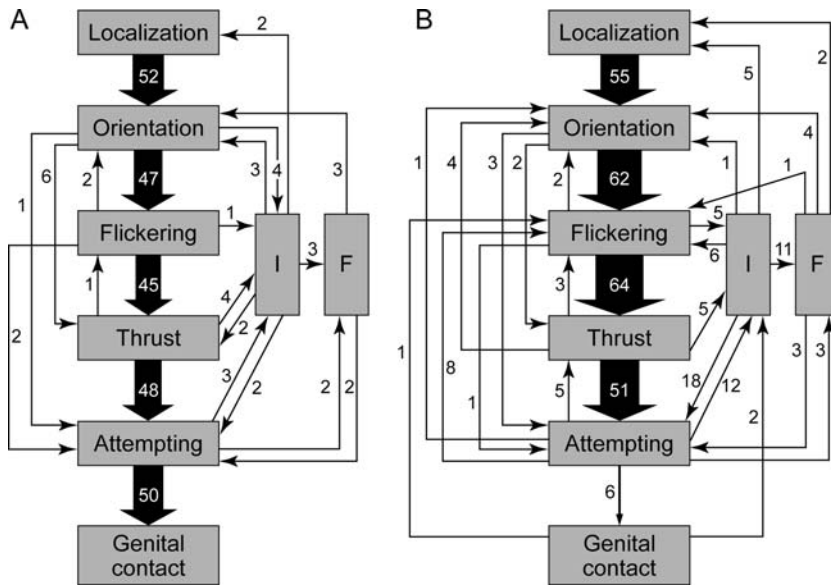 A
Localization
2
52
Orientation
6
2
47
3
4
3
1
Flickering
1
I
3
F
1
45
4
2
2
Thrust
48
3
2
2
2
Attempting
50
Genital
contact
B
Localization
2
55
5
Orientation
4
1
4
3
2
2
62
1
1
Flickering
5
6
I
11
F
3
64
5
Thrust
1
8
1
5
51
18
12
3
3
2
Attempting
6
Genital
contact